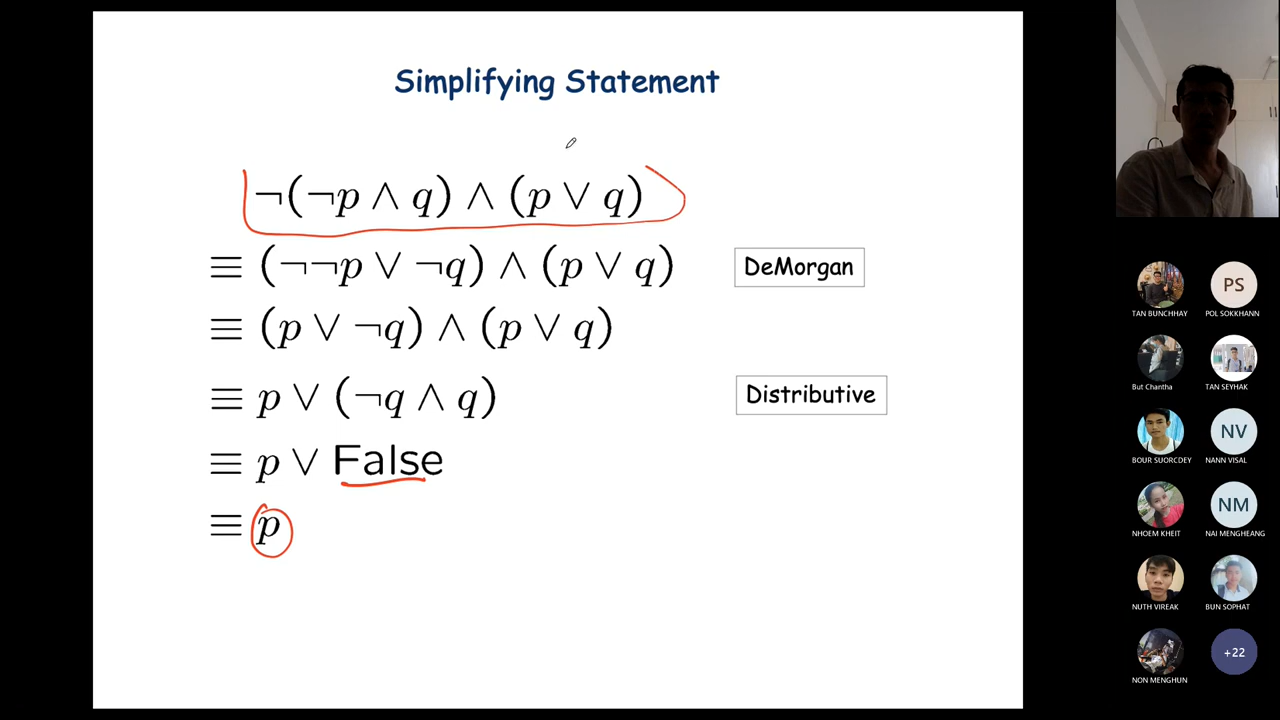 Simplifying Statement
¬(¬p ∧ q) ∧ (p ∨ q)
≡ (¬¬p ∨ ¬q) ∧ (p ∨ q)
DeMorgan
≡ (p ∨ ¬q) ∧ (p ∨ q)
≡ p ∨ (¬q ∧ q)
Distributive
≡ p ∨ False
≡ p
TAN BUNCHHAY
PS
POL SOKKHANN
But Chantha
TAN SEYHAK
BOUR SUORCDEY
NV
NANN VISAL
NHOEM KHEIT
NM
NAI MENGHEANG
NUTH VIREAK
BUN SOPHAT
NON MENGHUN
+22